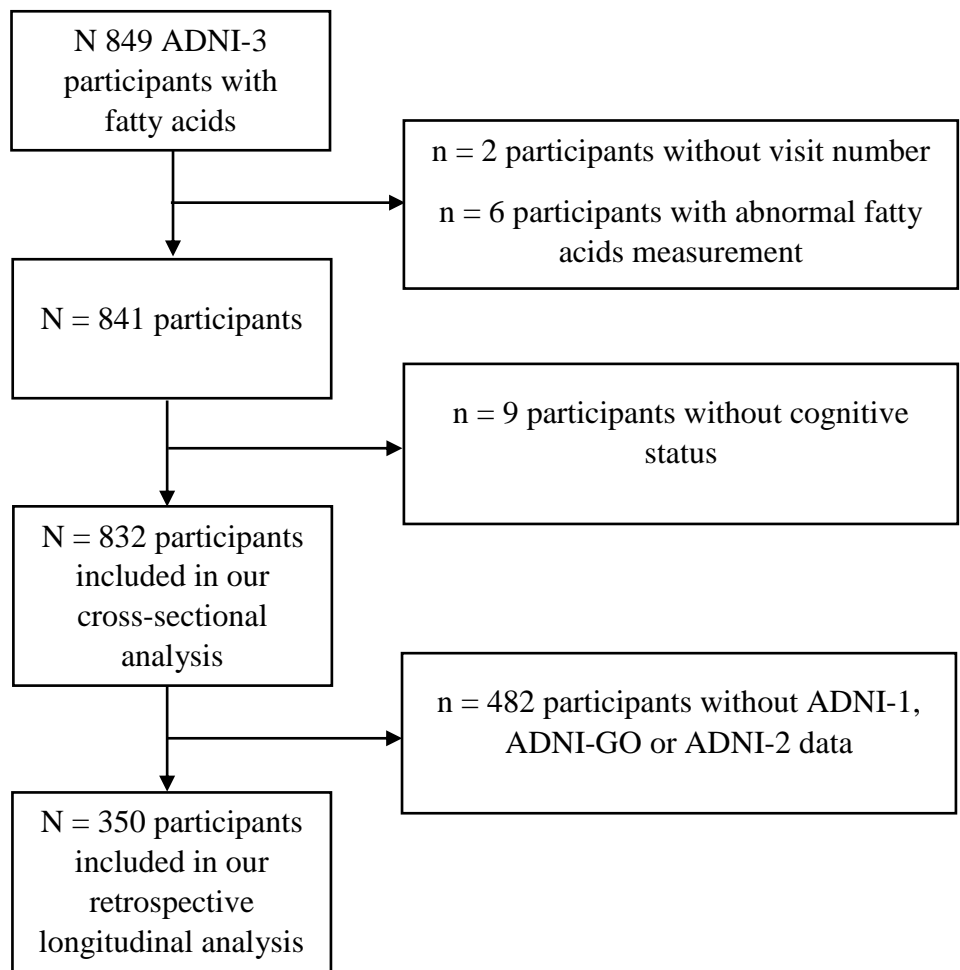 N 849 ADNI-3
participants with
fatty acids
n = 2 participants without visit number
n = 6 participants with abnormal fatty
acids measurement
N = 841 participants
n = 9 participants without cognitive
status
N = 832 participants
included in our
cross-sectional
analysis
n = 482 participants without ADNI-1,
ADNI-GO or ADNI-2 data
N = 350 participants
included in our
retrospective
longitudinal analysis